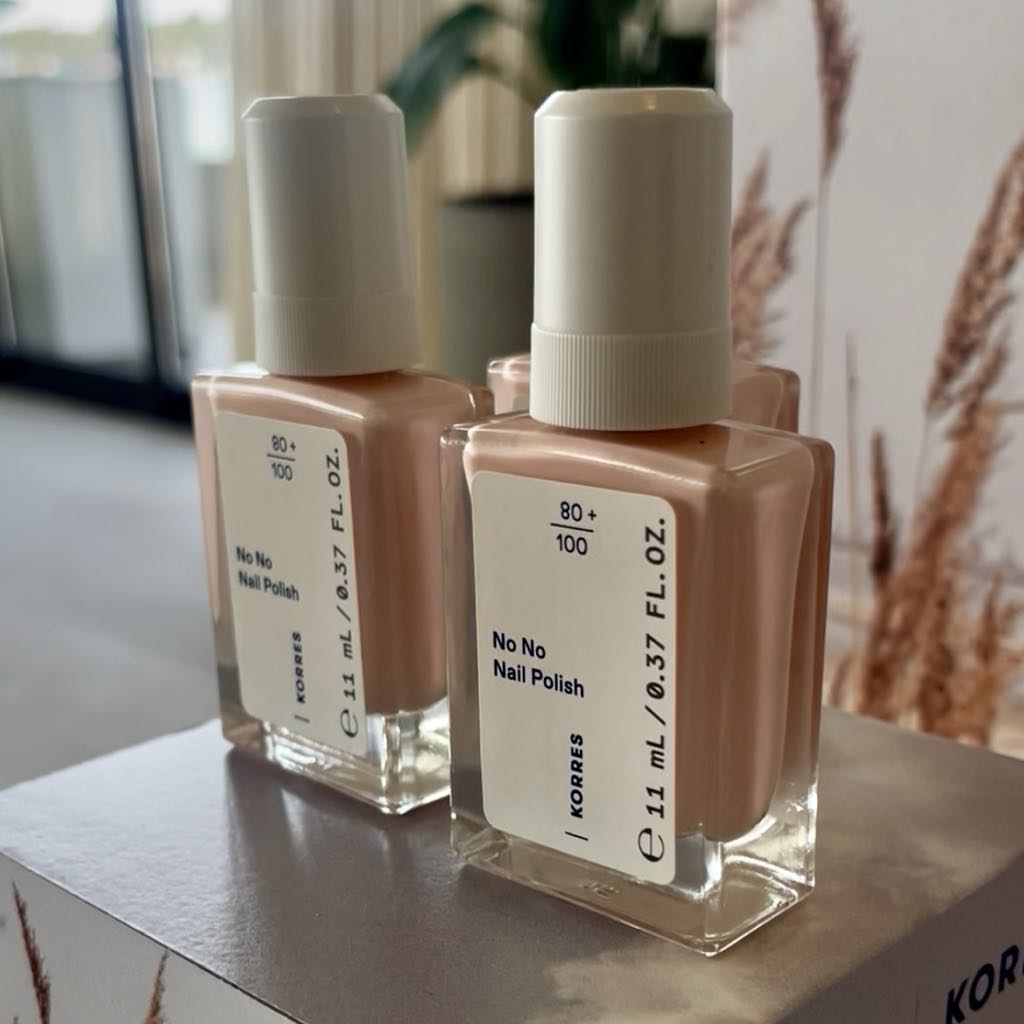 80+
100
No No
Nail Polish
| KORRES
e 11 mL / 0.37 FL. OZ.
80+
100
No No
Nail Polish
| KORRES
e 11 mL / 0.37 FL. OZ.